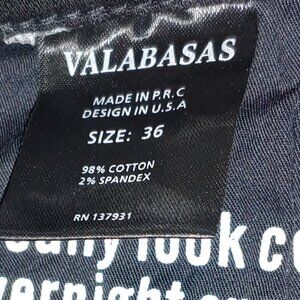 VALABASAS
MADE IN P.R.C
DESIGN IN U.S.A
SIZE: 36
98% COTTON
2% SPANDEX
RN 137931
look